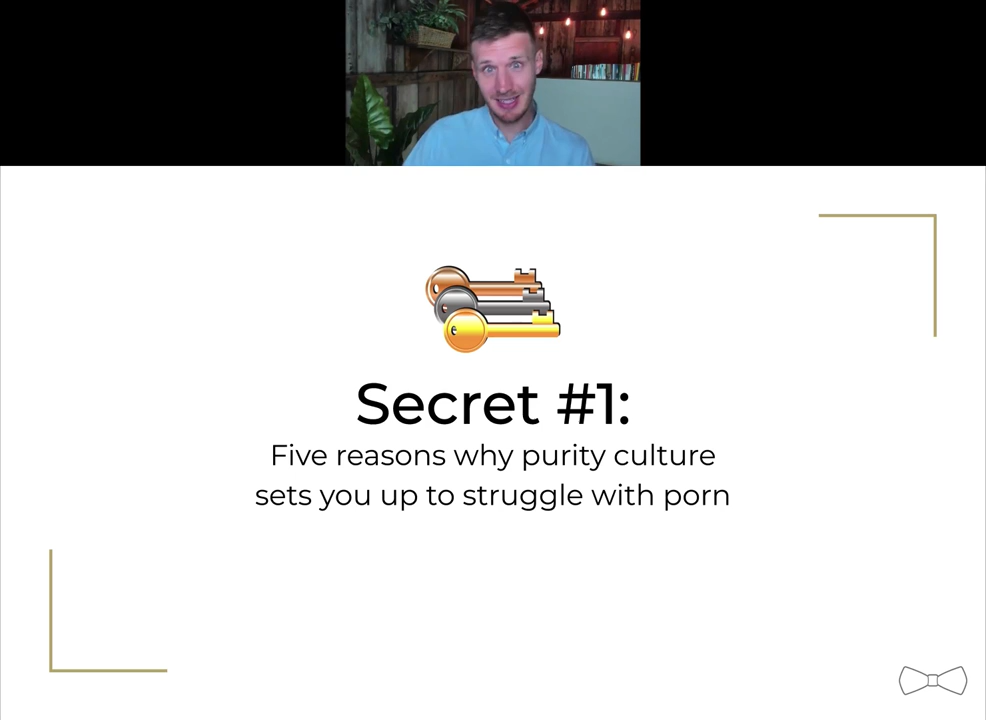 Secret #1:
Five reasons why purity culture
sets you up to struggle with porn